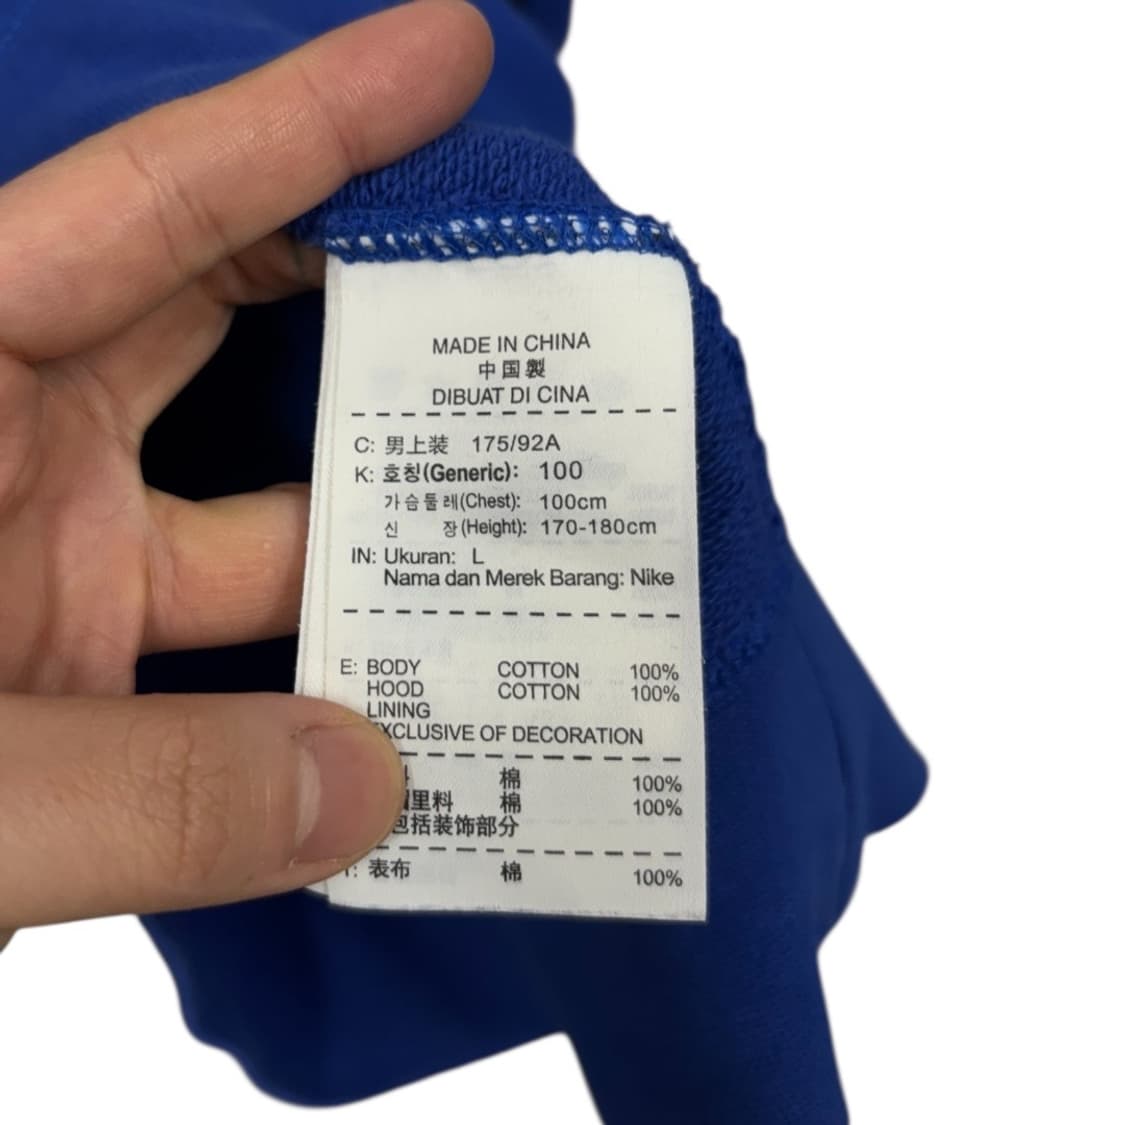 MADE IN CHINA
中国製
DIBUAT DI CINA
C: 男上装 175/92A
K: 호칭(Generic): 100
가슴둘레(Chest): 100cm
신 장(Height): 170-180cm
IN: Ukuran: L
Nama dan Merek Barang: Nike
E: BODY COTTON 100%
HOOD COTTON 100%
LINING
EXCLUSIVE OF DECORATION
棉 100%
里料 棉 100%
包括装饰部分
表布 棉 100%